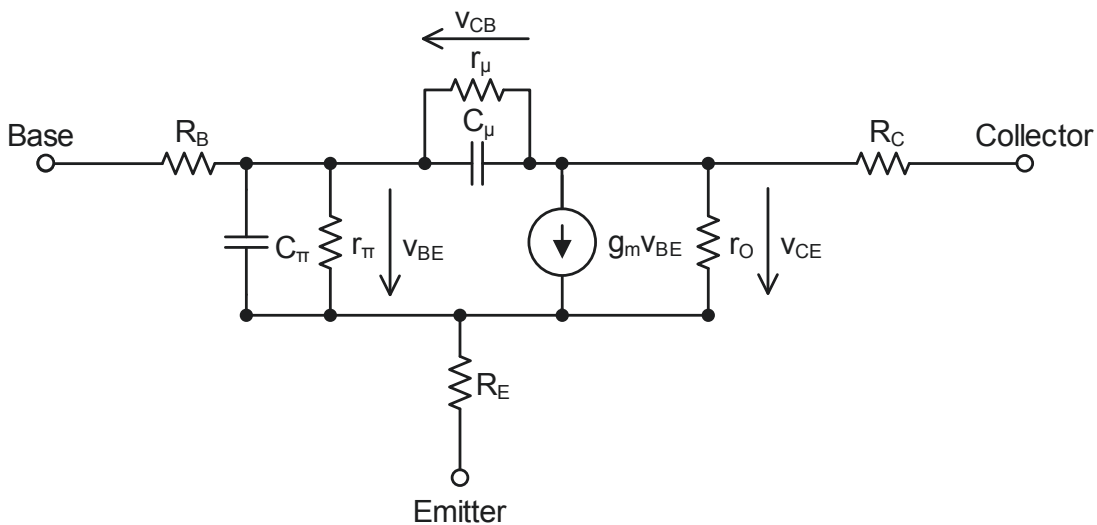 vCB
rμ
Cμ
Base
RB
RC
Collector
Cπ
rπ
vBE
gmvBE
rO
vCE
RE
Emitter